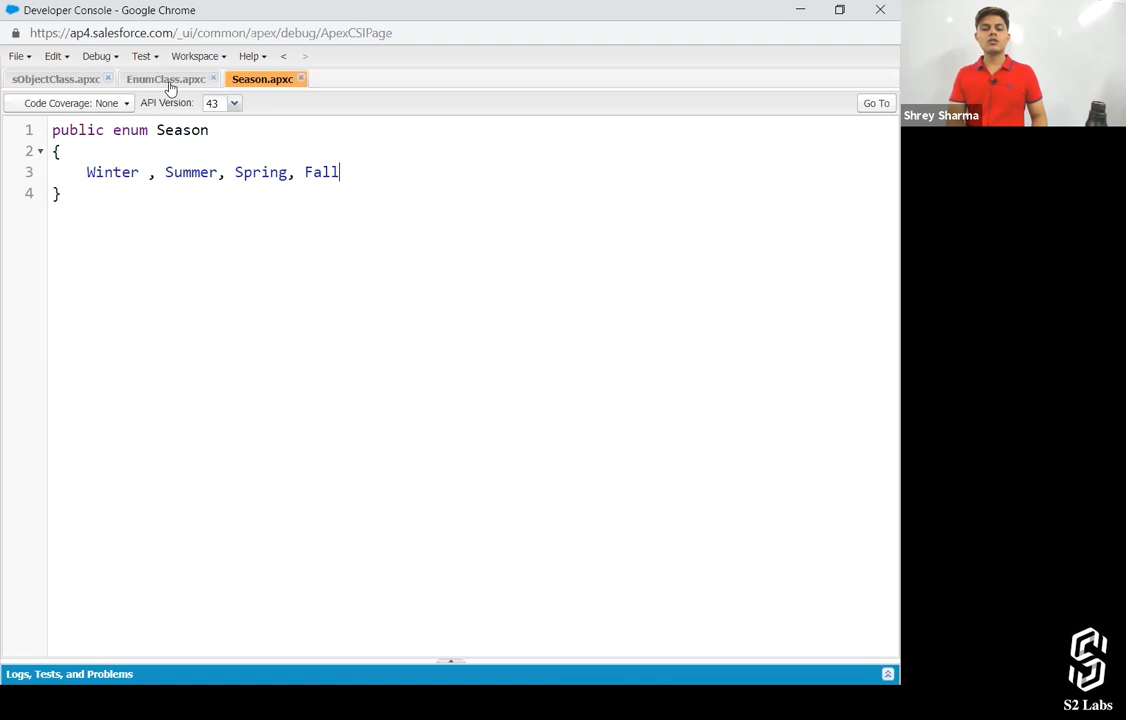 Developer Console - Google Chrome
https://ap4.salesforce.com/_ui/common/apex/debug/ApexCSIPage
File Edit Debug Test Workspace Help < >
sObjectClass.apxc EnumClass.apxc Season.apxc
Code Coverage: None API Version: 43 Go To
1 public enum Season
2 {
3 Winter , Summer, Spring, Fall
4 }
Logs, Tests, and Problems
Shrey Sharma
S2 Labs